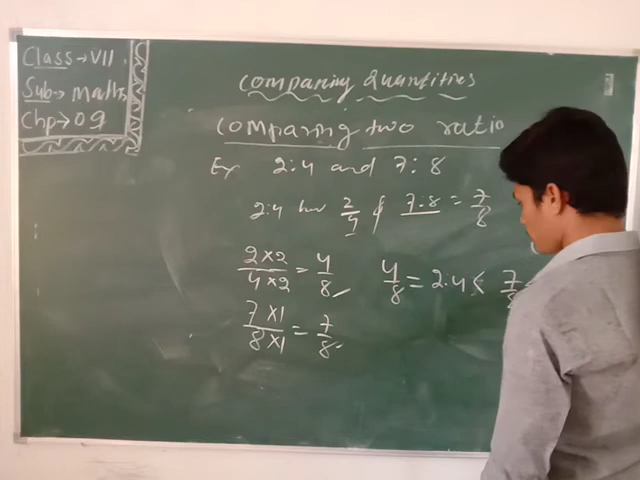 Class → VII
Sub → Maths
Chp → 09
Comparing Quantities
Comparing two ratio
Ex 2:4 and 7:8
2:4 2/4 & 7:8 = 7/8
2×2/4×2 = 4/8 4/8 = 2:4 < 7/8
7×1/8×1 = 7/8